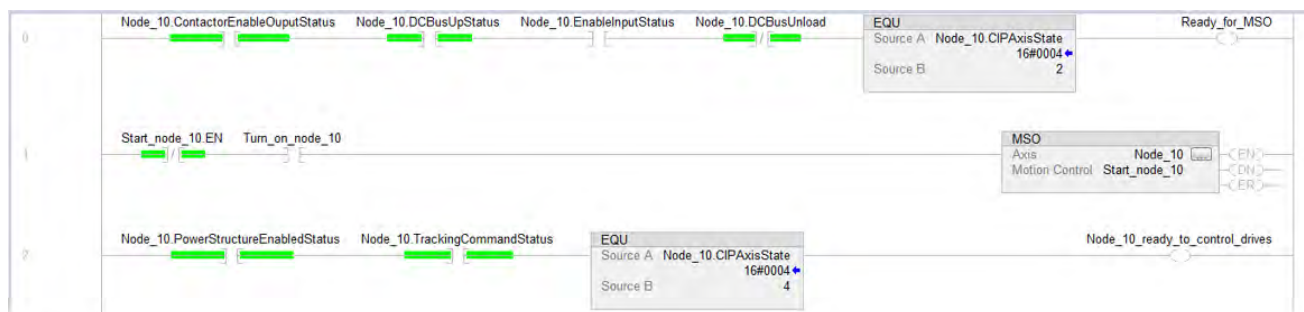 Node_10.ContactorEnableOuputStatus Node_10.DCBusUpStatus Node_10.EnableInputStatus Node_10.DCBusUnload EQU Ready_for_MSO
0
Source A Node_10.CIPAxisState
16#0004
Source B 2
Start_node_10.EN Turn_on_node_10
1
MSO
Axis Node_10 ... EN
Motion Control Start_node_10 DN
ER
Node_10.PowerStructureEnabledStatus Node_10.TrackingCommandStatus EQU Node_10_ready_to_control_drives
2
Source A Node_10.CIPAxisState
16#0004
Source B 4